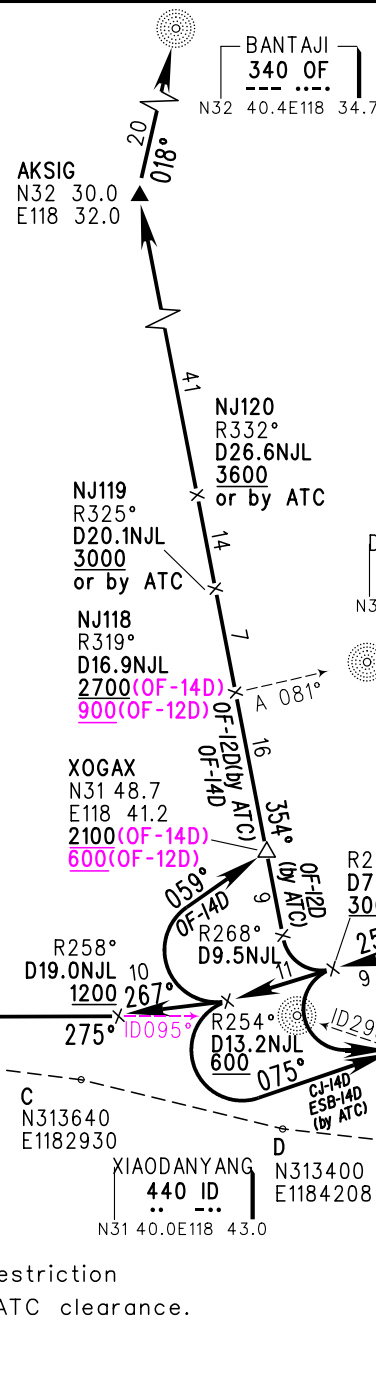 BANTAJI
340 OF
N32 40.4E118 34.7
20
018°
AKSIG
N32 30.0
E118 32.0
41
NJ120
R332°
D26.6NJL
3600
or by ATC
NJ119
R325°
D20.1NJL
3000
or by ATC
14
7
NJ118
R319°
D16.9NJL
2700(OF-14D)
900(OF-12D)
A 081°
OF-12D(by ATC)
OF-14D
16
XOGAX
N31 48.7
E118 41.2
2100(OF-14D)
600(OF-12D)
354°
OF-12D
(by ATC)
9
059°
OF-14D
R268°
D9.5NJL
R2
D7
30
25
9
R258°
D19.0NJL
1200
10
267°
11
275°
ID095°
R254°
D13.2NJL
600
ID29
075°
CJ-14D
ESB-14D
(by ATC)
C
N313640
E1182930
D
N313400
E1184208
XIAODANYANG
440 ID
N31 40.0E118 43.0
estriction
ATC clearance.